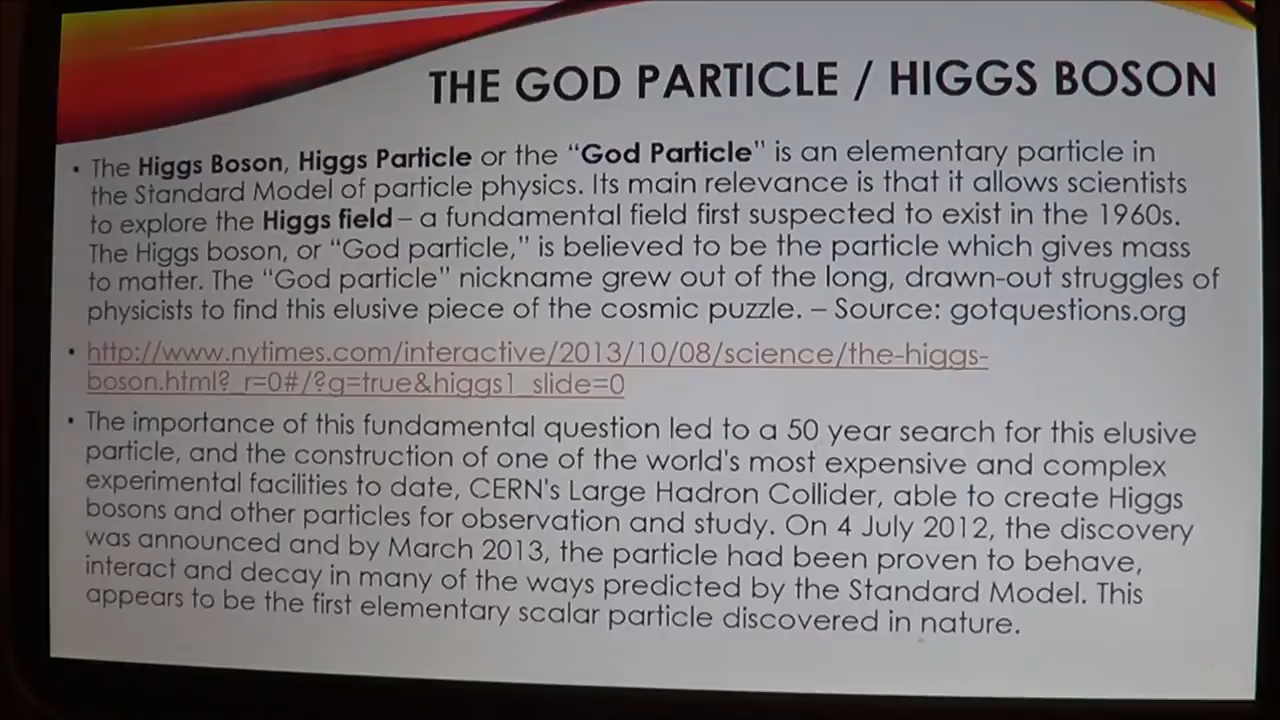 THE GOD PARTICLE / HIGGS BOSON
• The Higgs Boson, Higgs Particle or the “God Particle” is an elementary particle in
the Standard Model of particle physics. Its main relevance is that it allows scientists
to explore the Higgs field – a fundamental field first suspected to exist in the 1960s.
The Higgs boson, or “God particle,” is believed to be the particle which gives mass
to matter. The “God particle” nickname grew out of the long, drawn-out struggles of
physicists to find this elusive piece of the cosmic puzzle. – Source: gotquestions.org
• http://www.nytimes.com/interactive/2013/10/08/science/the-higgs-
boson.html?_r=0#/?g=true&higgs1_slide=0
• The importance of this fundamental question led to a 50 year search for this elusive
particle, and the construction of one of the world's most expensive and complex
experimental facilities to date, CERN's Large Hadron Collider, able to create Higgs
bosons and other particles for observation and study. On 4 July 2012, the discovery
was announced and by March 2013, the particle had been proven to behave,
interact and decay in many of the ways predicted by the Standard Model. This
appears to be the first elementary scalar particle discovered in nature.